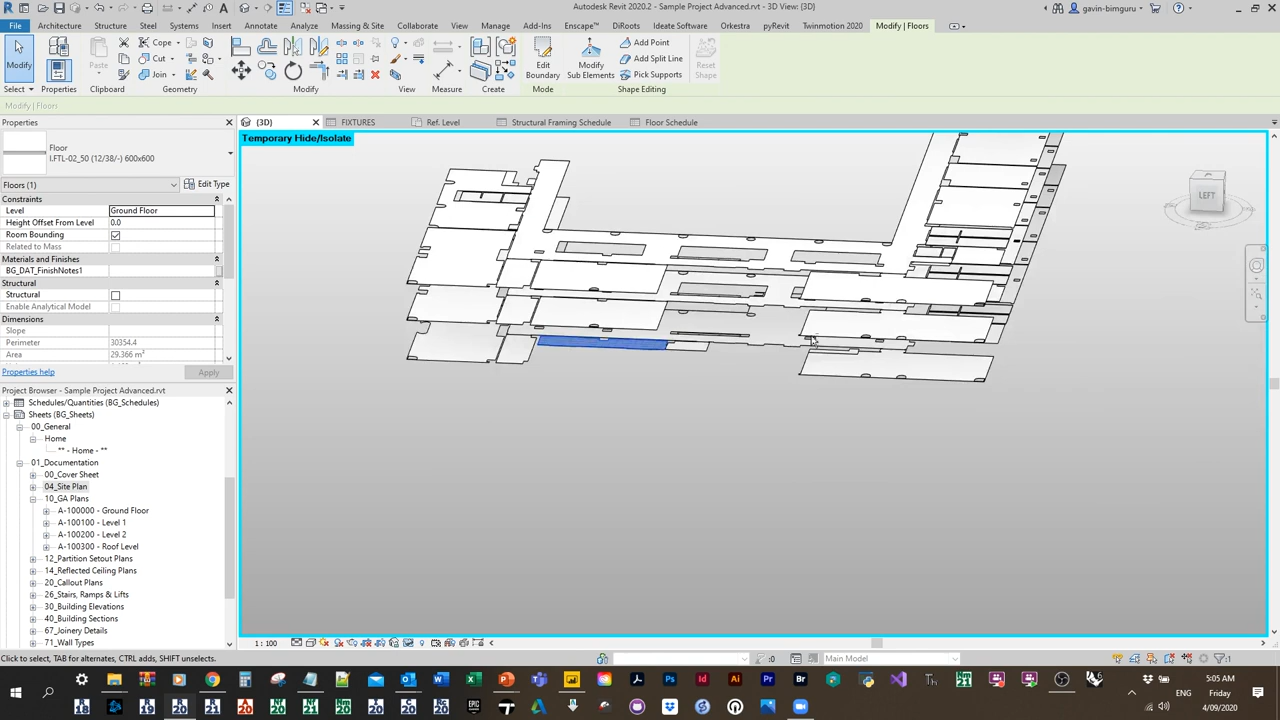 Autodesk Revit 2020.2 - Sample Project Advanced.rvt - 3D View: {3D}
gavin-bimguru
File Architecture Structure Steel Systems Insert Annotate Analyze Massing & Site Collaborate View Manage Add-Ins Enscape™ DiRoots Ideate Software Orkestra pyRevit Twinmotion 2020 Modify | Floors
Modify
Properties
Paste
Cope
Cut
Join
Edit
Boundary
Modify
Sub Elements
Add Point
Add Split Line
Pick Supports
Reset
Shape
Select Properties Clipboard Geometry Modify View Measure Create Mode Shape Editing
Modify | Floors
Properties
{3D} FIXTURES Ref. Level Structural Framing Schedule Floor Schedule
Temporary Hide/Isolate
Floor
I.FTL-02_50 (12/38/-) 600x600
Floors (1) Edit Type
Constraints
Level Ground Floor
Height Offset From Level 0.0
Room Bounding
Related to Mass
Materials and Finishes
BG_DAT_FinishNotes1
Structural
Structural
Enable Analytical Model
Dimensions
Slope
Perimeter 30354.4
Area 29.366 m²
Properties help Apply
LEFT
Project Browser - Sample Project Advanced.rvt
Schedules/Quantities (BG_Schedules)
Sheets (BG_Sheets)
00_General
Home
** - Home - **
01_Documentation
00_Cover Sheet
04_Site Plan
10_GA Plans
A-100000 - Ground Floor
A-100100 - Level 1
A-100200 - Level 2
A-100300 - Roof Level
12_Partition Setout Plans
14_Reflected Ceiling Plans
20_Callout Plans
26_Stairs, Ramps & Lifts
30_Building Elevations
40_Building Sections
67_Joinery Details
71_Wall Types
1 : 100
Click to select, TAB for alternates, CTRL adds, SHIFT unselects.
:0
Main Model
:1
5:05 AM
ENG
Friday
4/09/2020